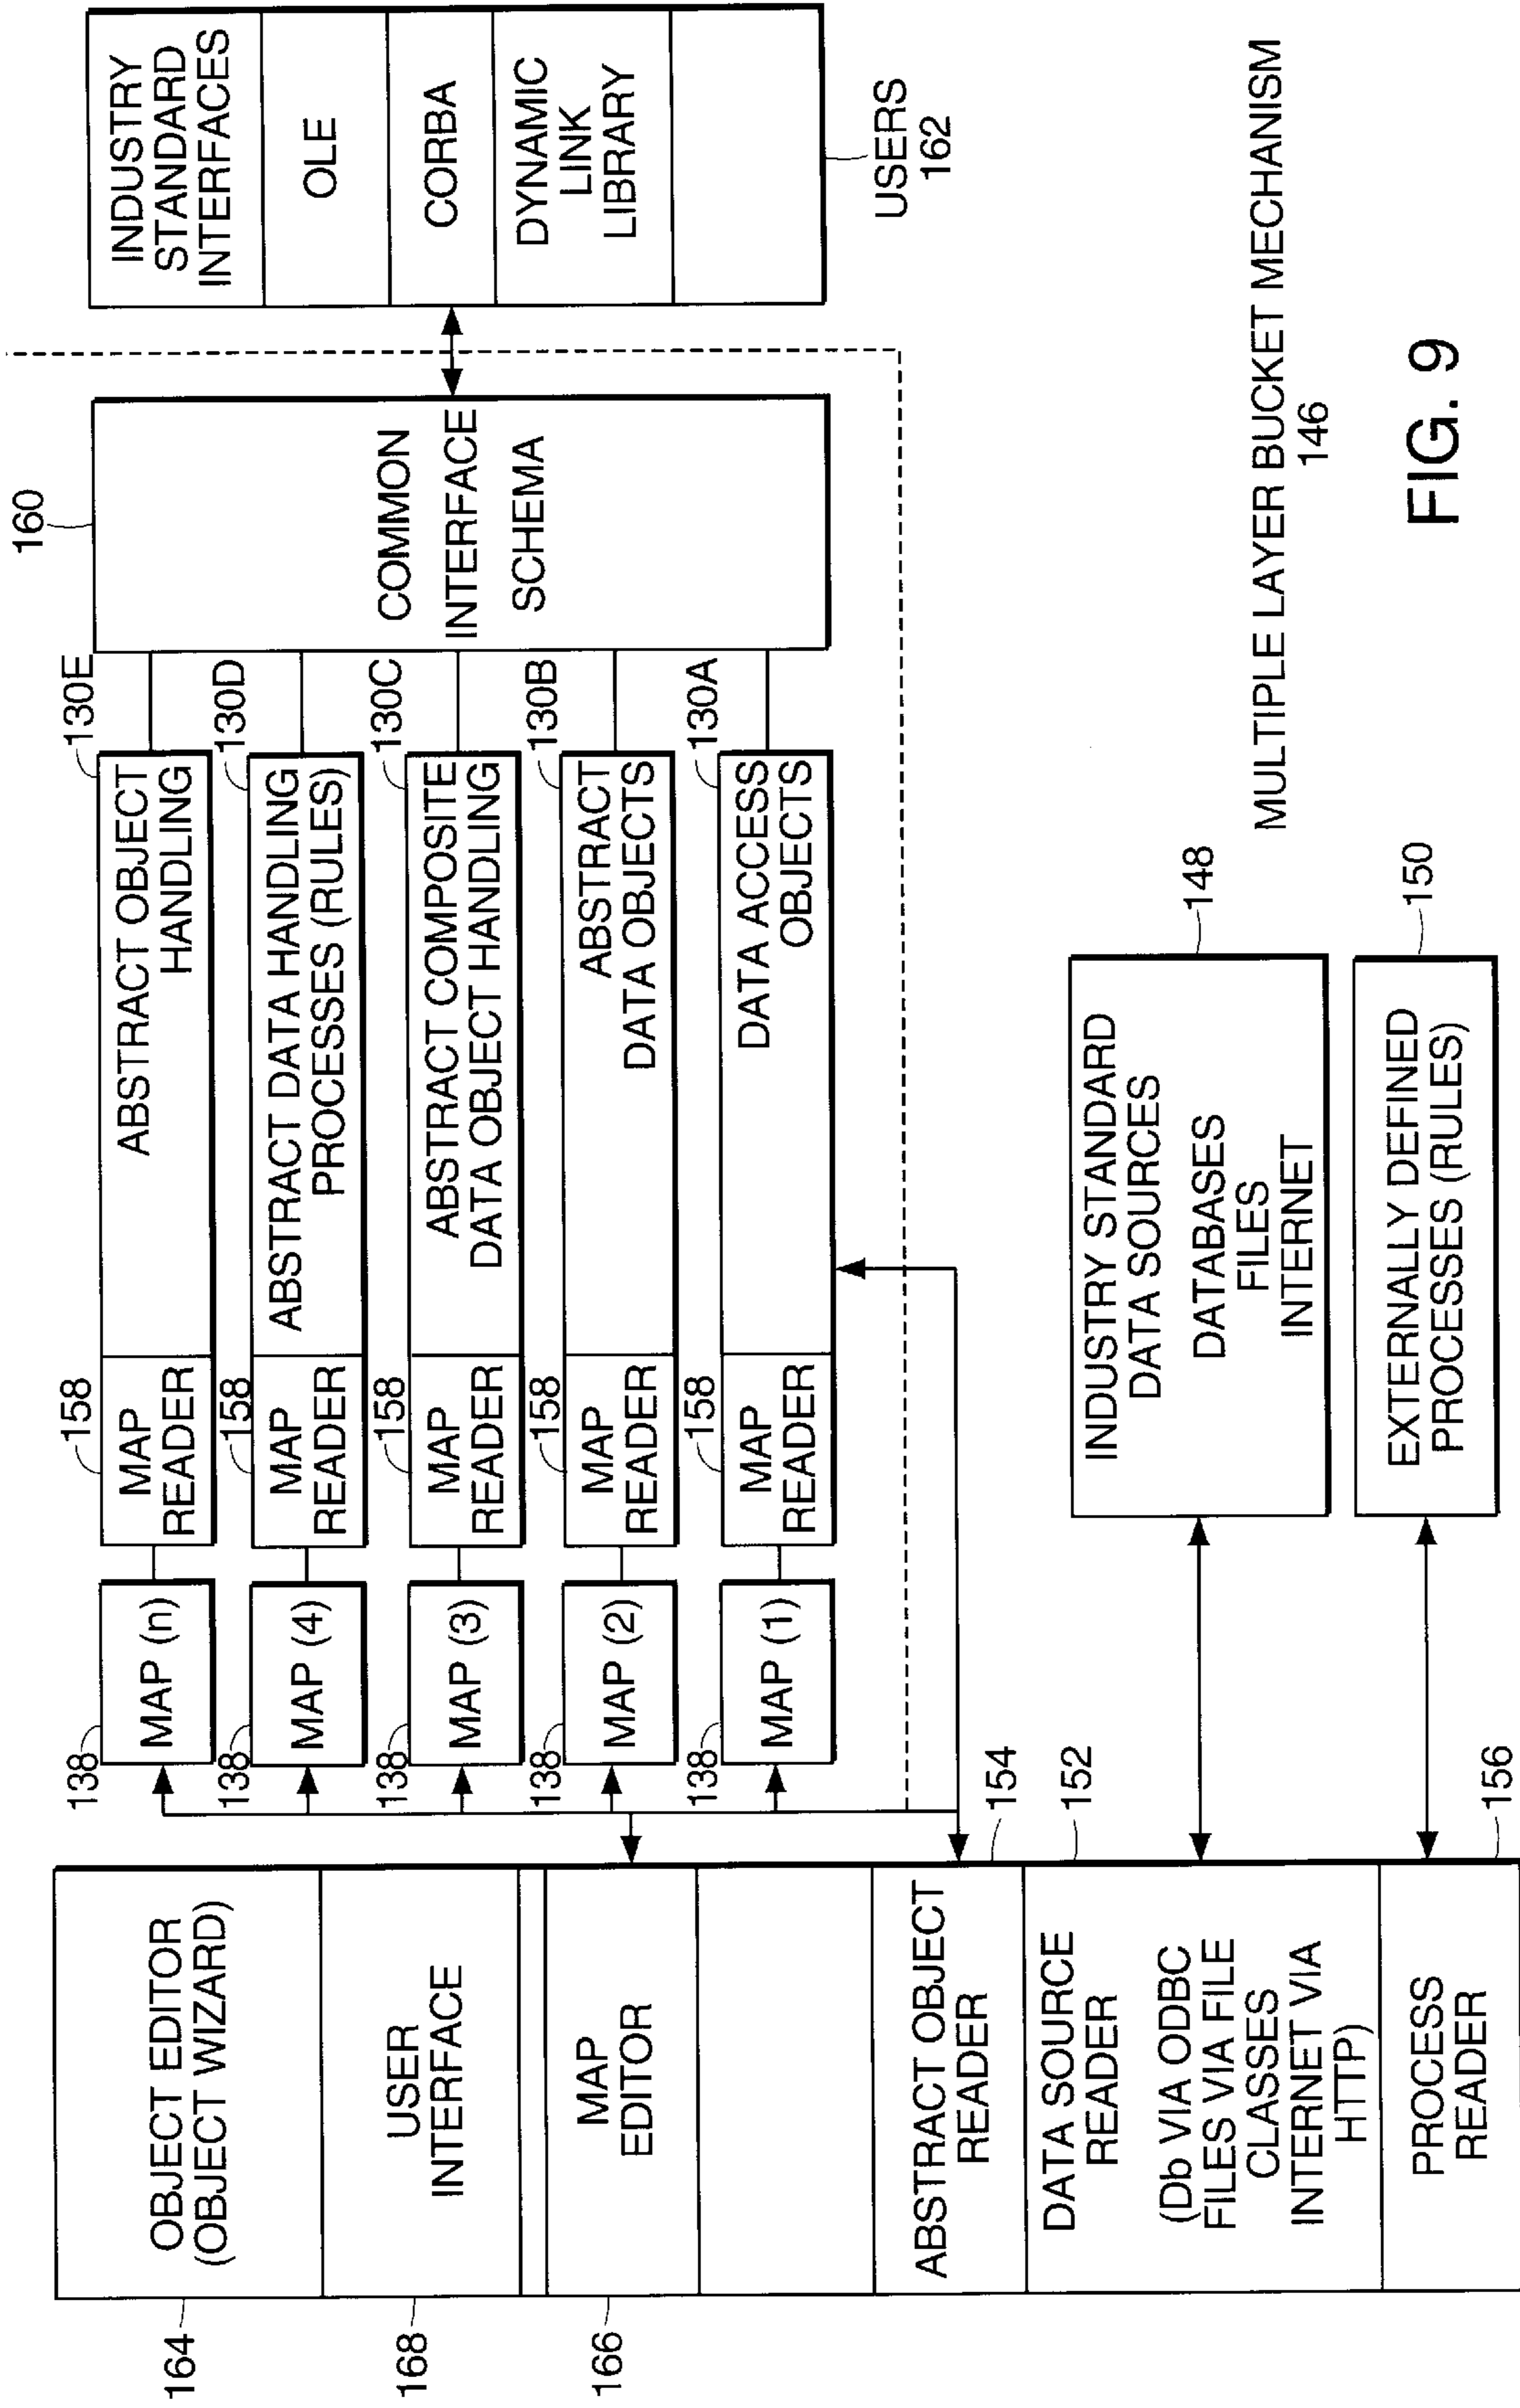 OBJECT EDITOR
(OBJECT WIZARD)
164
USER
INTERFACE
168
MAP
EDITOR
166
ABSTRACT OBJECT
READER
154
DATA SOURCE
READER
152
(Db VIA ODBC
FILES VIA FILE
CLASSES
INTERNET VIA
HTTP)
PROCESS
READER
156
138
MAP (n)
158
MAP
READER
ABSTRACT OBJECT
HANDLING
130E
138
MAP (4)
158
MAP
READER
ABSTRACT DATA HANDLING
PROCESSES (RULES)
130D
138
MAP (3)
158
MAP
READER
ABSTRACT COMPOSITE
DATA OBJECT HANDLING
130C
138
MAP (2)
158
MAP
READER
ABSTRACT
DATA OBJECTS
130B
138
MAP (1)
158
MAP
READER
DATA ACCESS
OBJECTS
130A
160
COMMON
INTERFACE
SCHEMA
INDUSTRY
STANDARD
INTERFACES
OLE
CORBA
DYNAMIC
LINK
LIBRARY
USERS
162
INDUSTRY STANDARD
DATA SOURCES
DATABASES
FILES
INTERNET
148
EXTERNALLY DEFINED
PROCESSES (RULES)
150
MULTIPLE LAYER BUCKET MECHANISM
146
FIG. 9